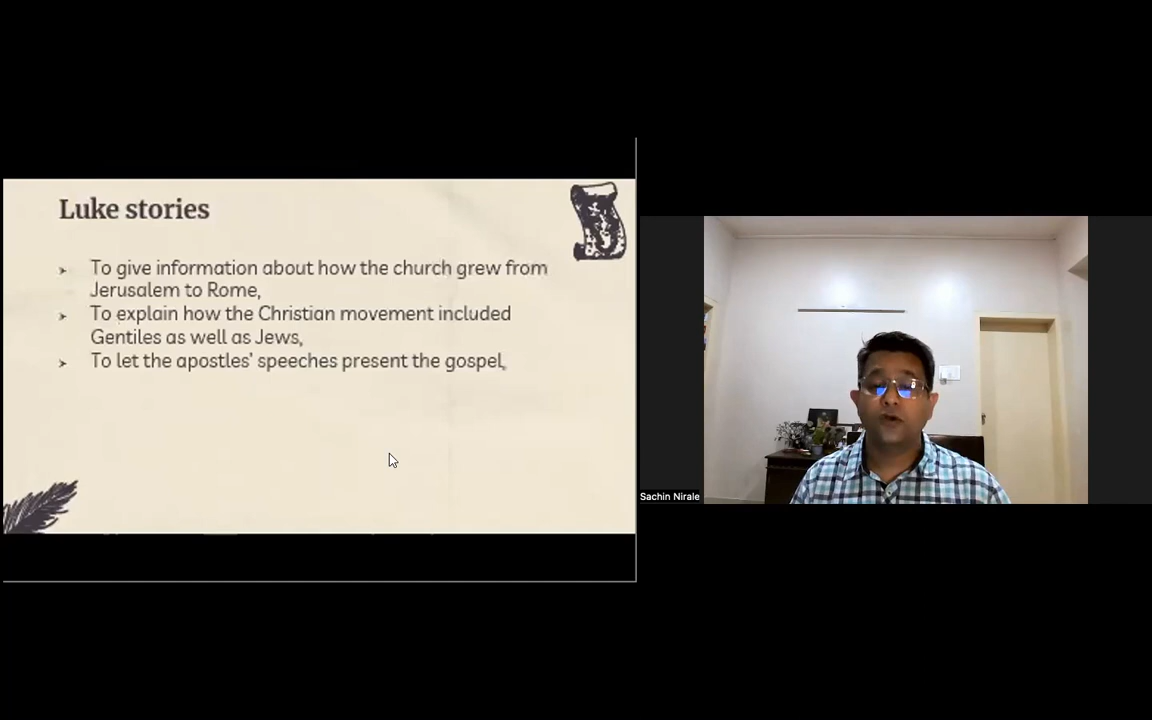 Luke stories
➤ To give information about how the church grew from
Jerusalem to Rome,
➤ To explain how the Christian movement included
Gentiles as well as Jews,
➤ To let the apostles' speeches present the gospel,
Sachin Nirale